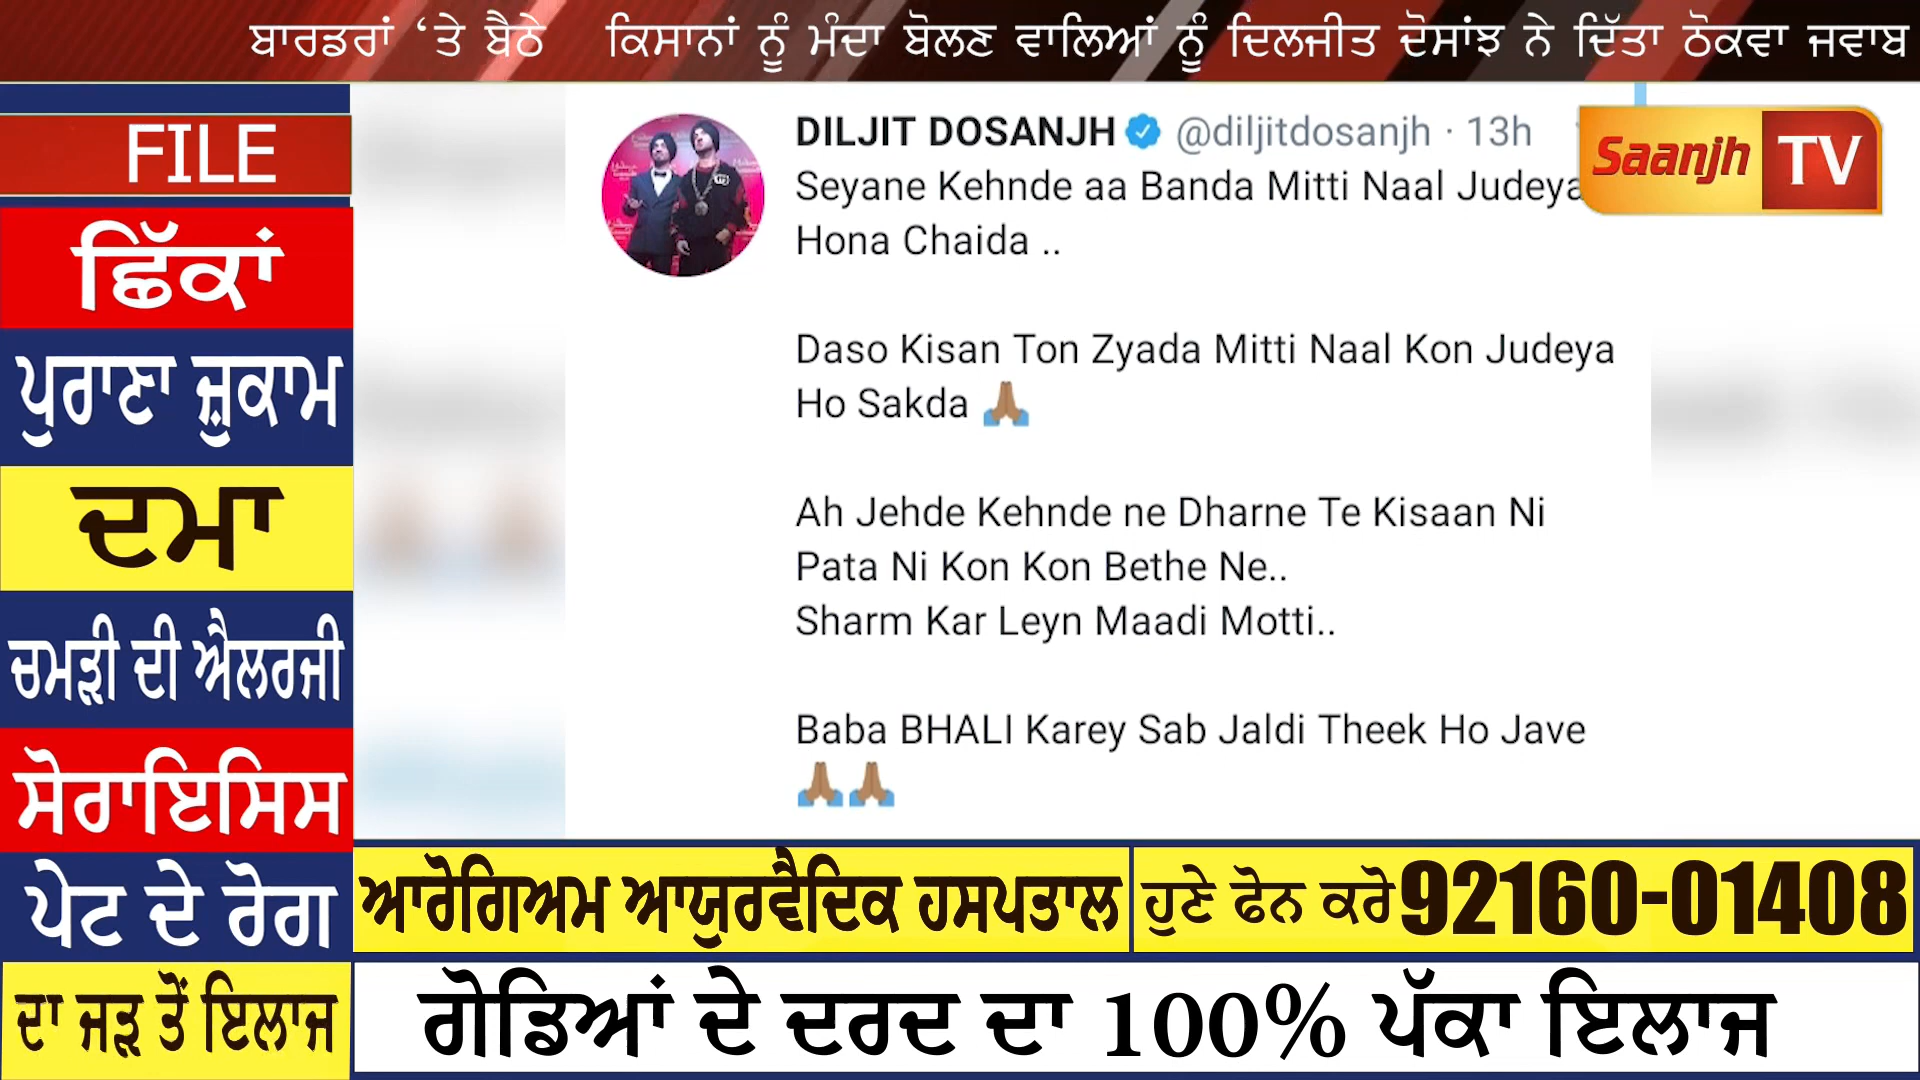 ਬਾਰਡਰਾਂ ‘ਤੇ ਬੈਠੇ ਕਿਸਾਨਾਂ ਨੂੰ ਮੰਦਾ ਬੋਲਣ ਵਾਲਿਆਂ ਨੂੰ ਦਿਲਜੀਤ ਦੋਸਾਂਝ ਨੇ ਦਿੱਤਾ ਠੋਕਵਾ ਜਵਾਬ
FILE
ਛਿੱਕਾਂ
ਪੁਰਾਣਾ ਜ਼ੁਕਾਮ
ਦਮਾ
ਚਮੜੀ ਦੀ ਐਲਰਜੀ
ਸੋਰਾਇਸਿਸ
ਪੇਟ ਦੇ ਰੋਗ
ਦਾ ਜੜ ਤੋਂ ਇਲਾਜ
DILJIT DOSANJH @diljitdosanjh · 13h
Seyane Kehnde aa Banda Mitti Naal Judeya
Hona Chaida ..
Daso Kisan Ton Zyada Mitti Naal Kon Judeya
Ho Sakda 🙏🏽
Ah Jehde Kehnde ne Dharne Te Kisaan Ni
Pata Ni Kon Kon Bethe Ne..
Sharm Kar Leyn Maadi Motti..
Baba BHALI Karey Sab Jaldi Theek Ho Jave
🙏🏽🙏🏽
Saanjh TV
ਆਰੋਗਿਅਮ ਆਯੁਰਵੈਦਿਕ ਹਸਪਤਾਲ
ਹੁਣੇ ਫੋਨ ਕਰੋ 92160-01408
ਗੋਡਿਆਂ ਦੇ ਦਰਦ ਦਾ 100% ਪੱਕਾ ਇਲਾਜ